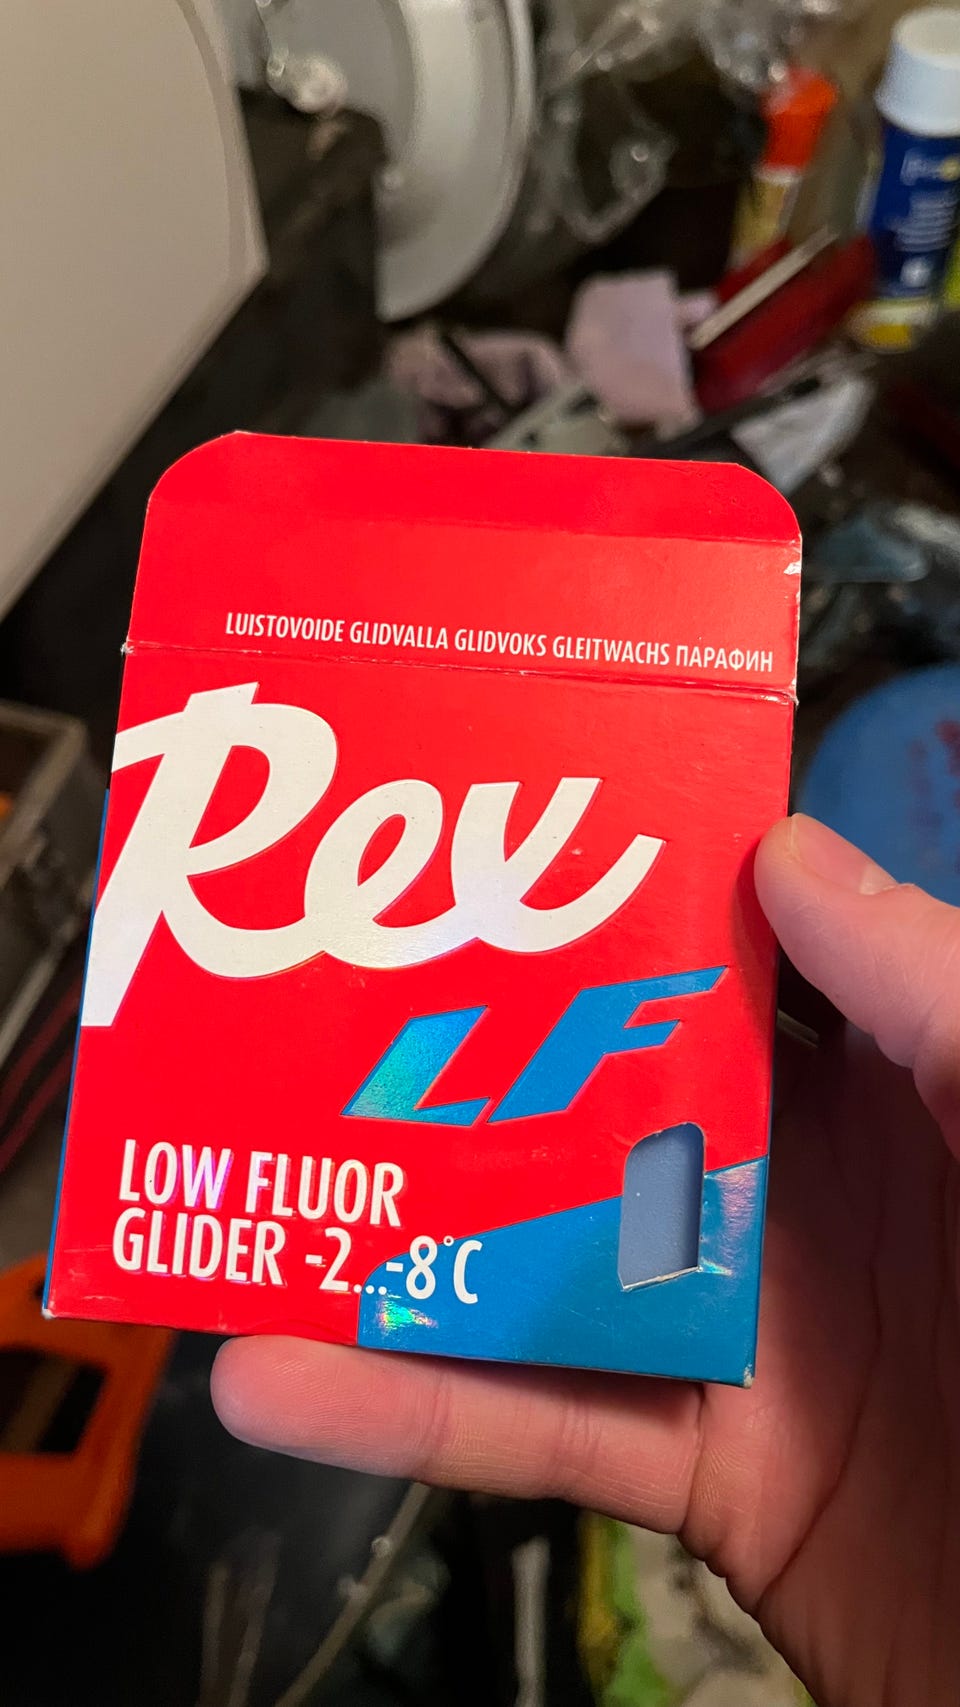 LUISTOVOIDE GLIDVALLA GLIDVOKS GLEITWACHS ПАРАФИН
Rex
LF
LOW FLUOR
GLIDER -2...-8°C